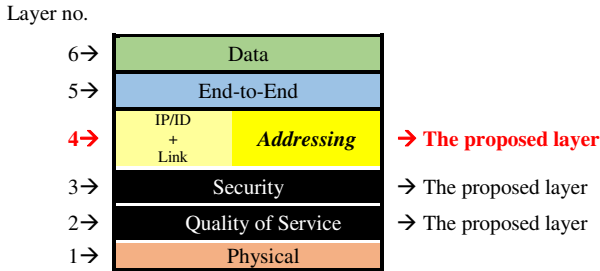 Layer no.
6→ Data
5→ End-to-End
4→ IP/ID
+
Link
Addressing → The proposed layer
3→ Security → The proposed layer
2→ Quality of Service → The proposed layer
1→ Physical